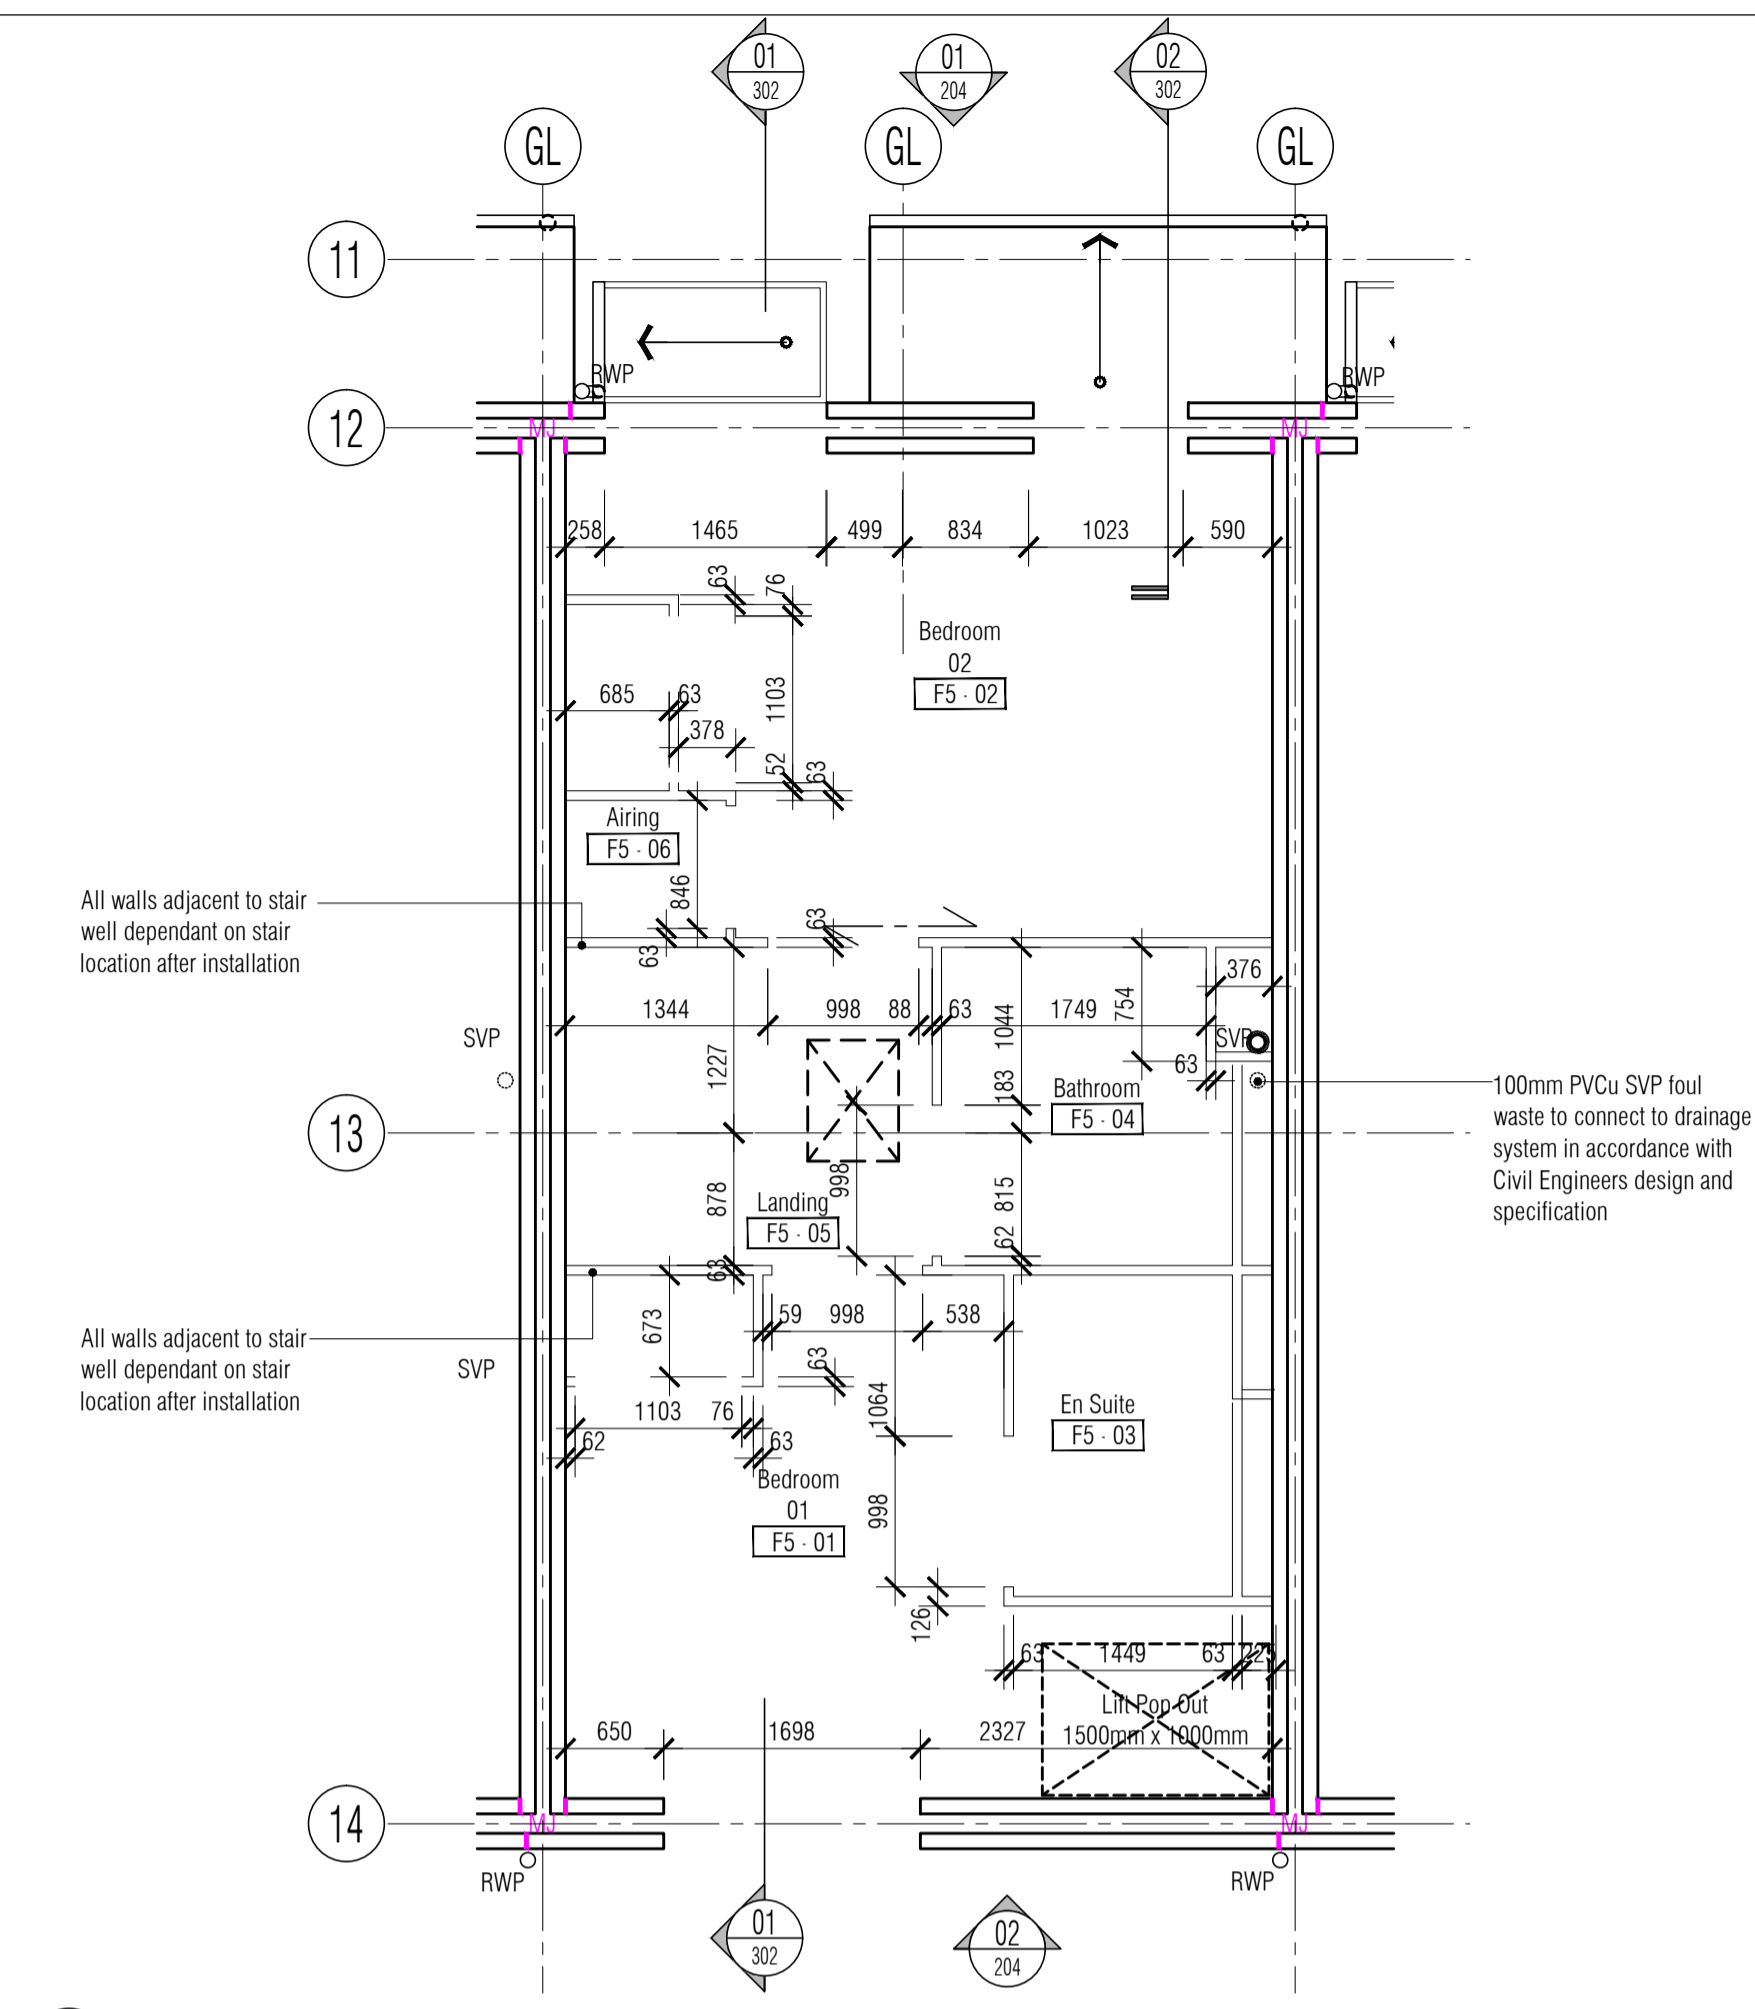 01
302
01
204
02
302
GL
GL
GL
11
RWP
RWP
12
MJ
MJ
258
1465
499
834
1023
590
63
76
Bedroom
02
F5 - 02
685
63
378
1103
52
63
Airing
F5 - 06
846
63
63
All walls adjacent to stair
well dependant on stair
location after installation
376
1344
998
88
63
1749
754
1044
SVP
SVP
1227
63
183
Bathroom
F5 - 04
100mm PVCu SVP foul
waste to connect to drainage
system in accordance with
Civil Engineers design and
specification
13
998
878
815
Landing
F5 - 05
62
63
59
998
538
673
All walls adjacent to stair
well dependant on stair
location after installation
SVP
63
1064
1103
76
62
63
En Suite
F5 - 03
Bedroom
01
F5 - 01
998
126
63
1449
63
Lift Pop Out
1500mm x 1000mm
650
1698
2327
14
MJ
MJ
RWP
RWP
01
302
02
204